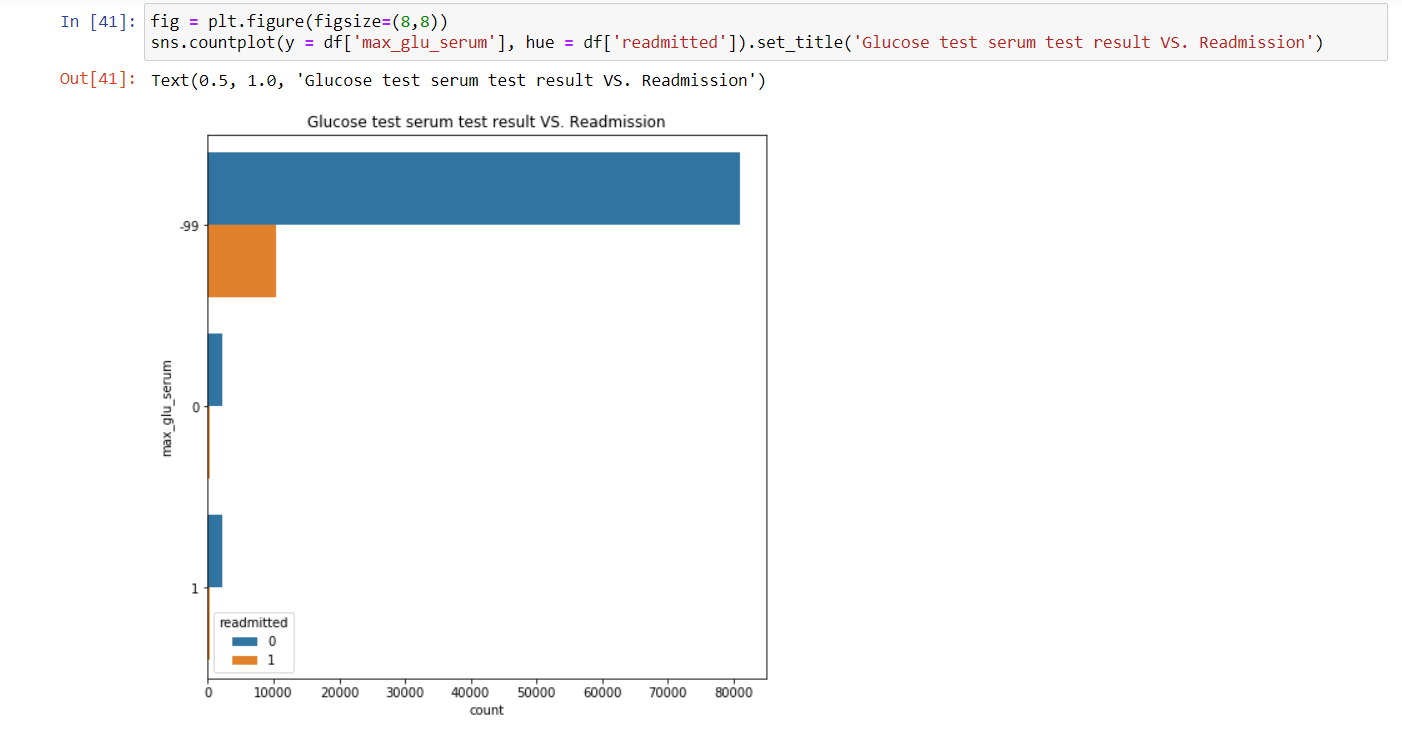 In [41]: fig = plt.figure(figsize=(8,8))
sns.countplot(y = df['max_glu_serum'], hue = df['readmitted']).set_title('Glucose test serum test result VS. Readmission')
Out[41]: Text(0.5, 1.0, 'Glucose test serum test result VS. Readmission')
Glucose test serum test result VS. Readmission
-99
max_glu_serum
0
1
readmitted
0
1
0 10000 20000 30000 40000 50000 60000 70000 80000
count